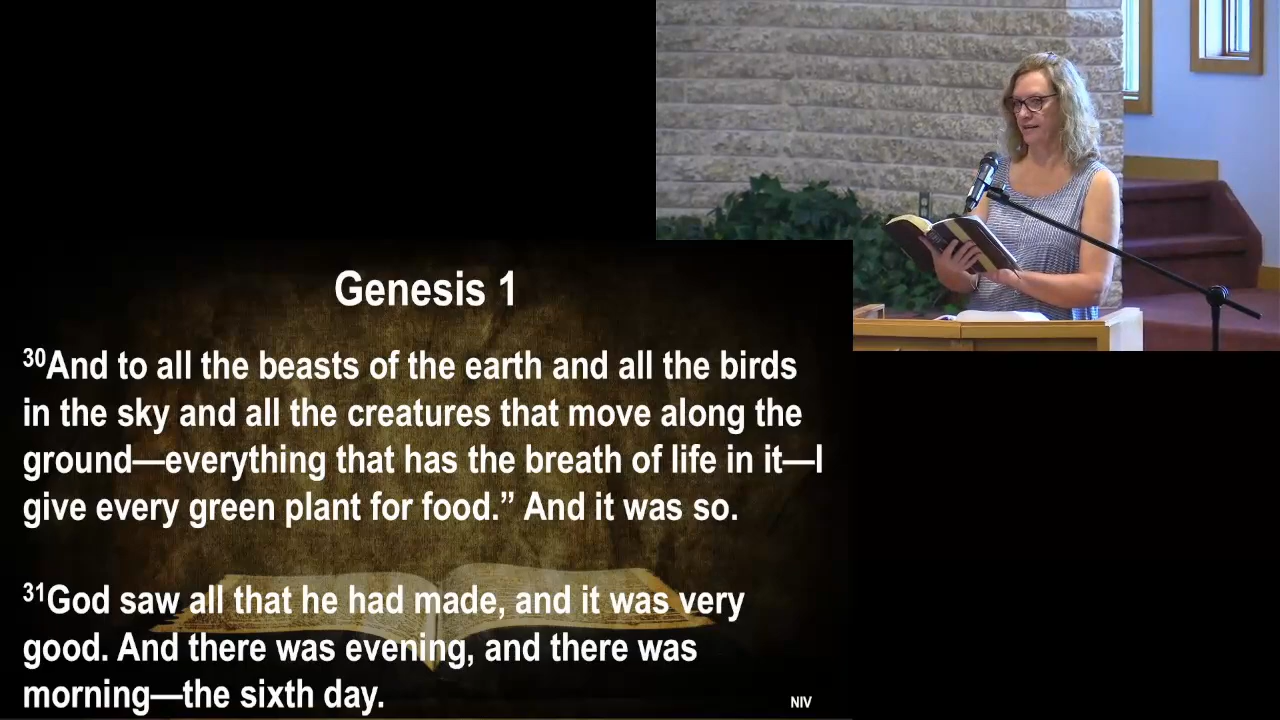 Genesis 1
30And to all the beasts of the earth and all the birds
in the sky and all the creatures that move along the
ground—everything that has the breath of life in it—I
give every green plant for food.” And it was so.
31God saw all that he had made, and it was very
good. And there was evening, and there was
morning—the sixth day.
NIV